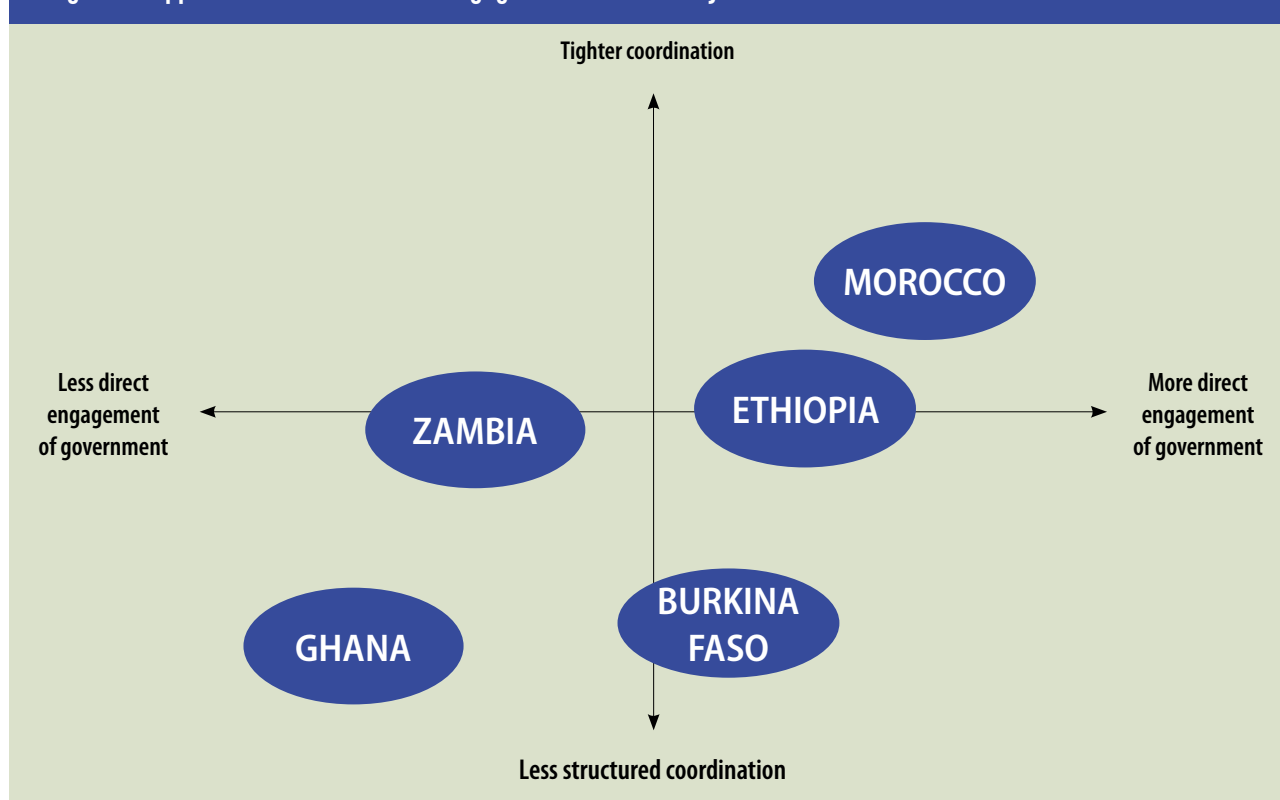 Tighter coordination
MOROCCO
Less direct
engagement
of government
ZAMBIA
ETHIOPIA
More direct
engagement
of government
BURKINA
FASO
GHANA
Less structured coordination